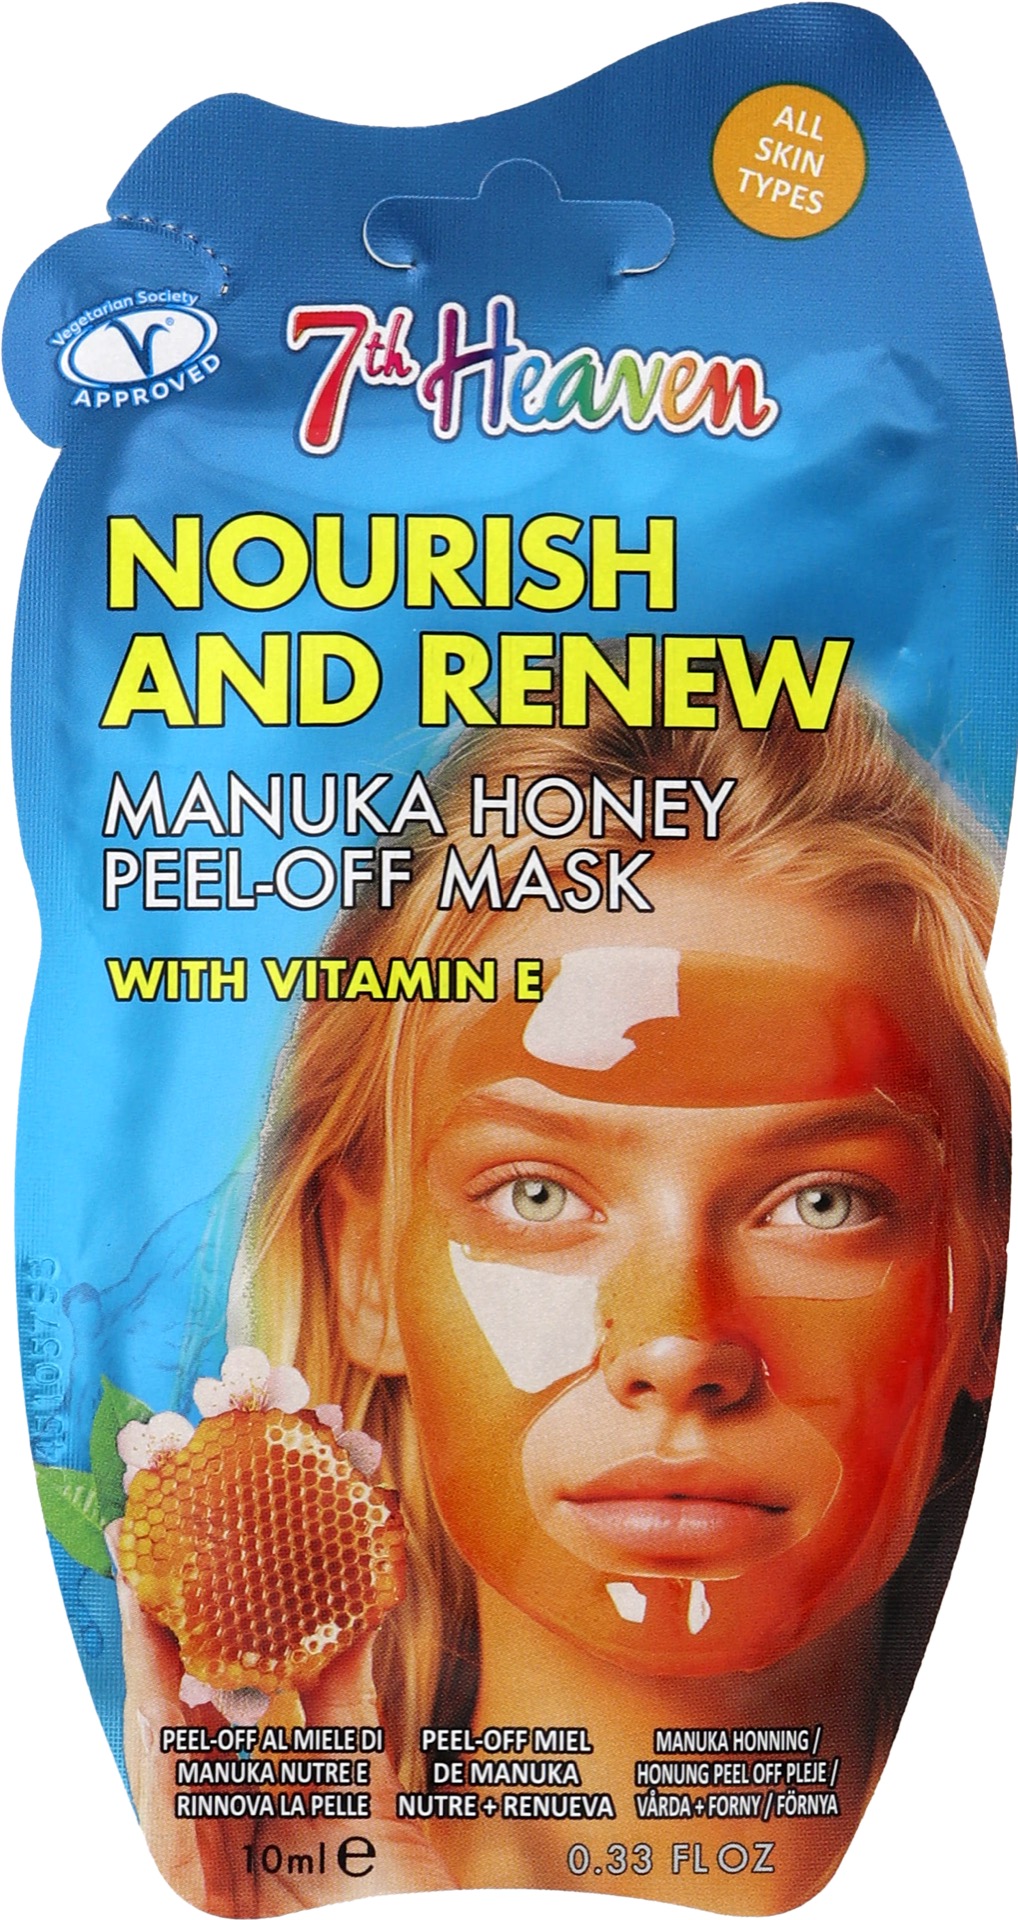 ALL
SKIN
TYPES
Vegetarian Society
V®
APPROVED
7th Heaven
NOURISH
AND RENEW
MANUKA HONEY
PEEL-OFF MASK
WITH VITAMIN E
PEEL-OFF AL MIELE DI
MANUKA NUTRE E
RINNOVA LA PELLE
PEEL-OFF MIEL
DE MANUKA
NUTRE + RENUEVA
MANUKA HONNING /
HONUNG PEEL OFF PLEJE /
VÅRDA + FORNY / FÖRNYA
10ml e
0.33 FL OZ